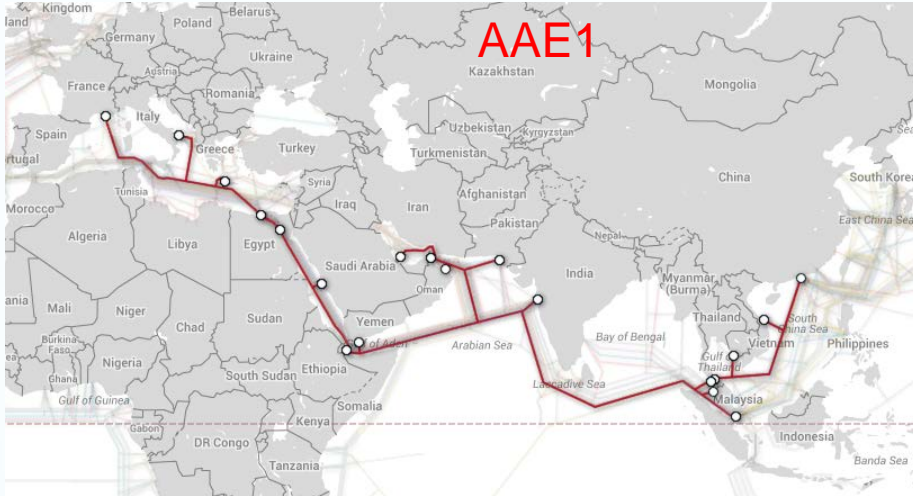 Kingdom
Belarus
AAE1
Poland
Germany
Ukraine
Kazakhstan
Austria
France
Romania
Mongolia
Italy
Uzbekistan
Kyrgyzstan
Spain
Greece
Turkey
Turkmenistan
ortugal
South Korea
China
Tunisia
Syria
Afghanistan
Iraq
Iran
Morocco
East China Sea
Pakistan
Algeria
Libya
Egypt
Nepal
Saudi Arabia
India
Myanmar
(Burma)
Oman
ania
Mali
Niger
Sudan
Chad
Yemen
Thailand
South
China Sea
Vietnam
Burkina
Faso
Gulf of Aden
Arabian Sea
Bay of Bengal
Philippines
Nigeria
Ethiopia
Gulf of
Thailand
South Sudan
Ghana
Laccadive Sea
Gulf of Guinea
Somalia
Malaysia
Kenya
Gabon
DR Congo
Indonesia
Tanzania
Banda Sea